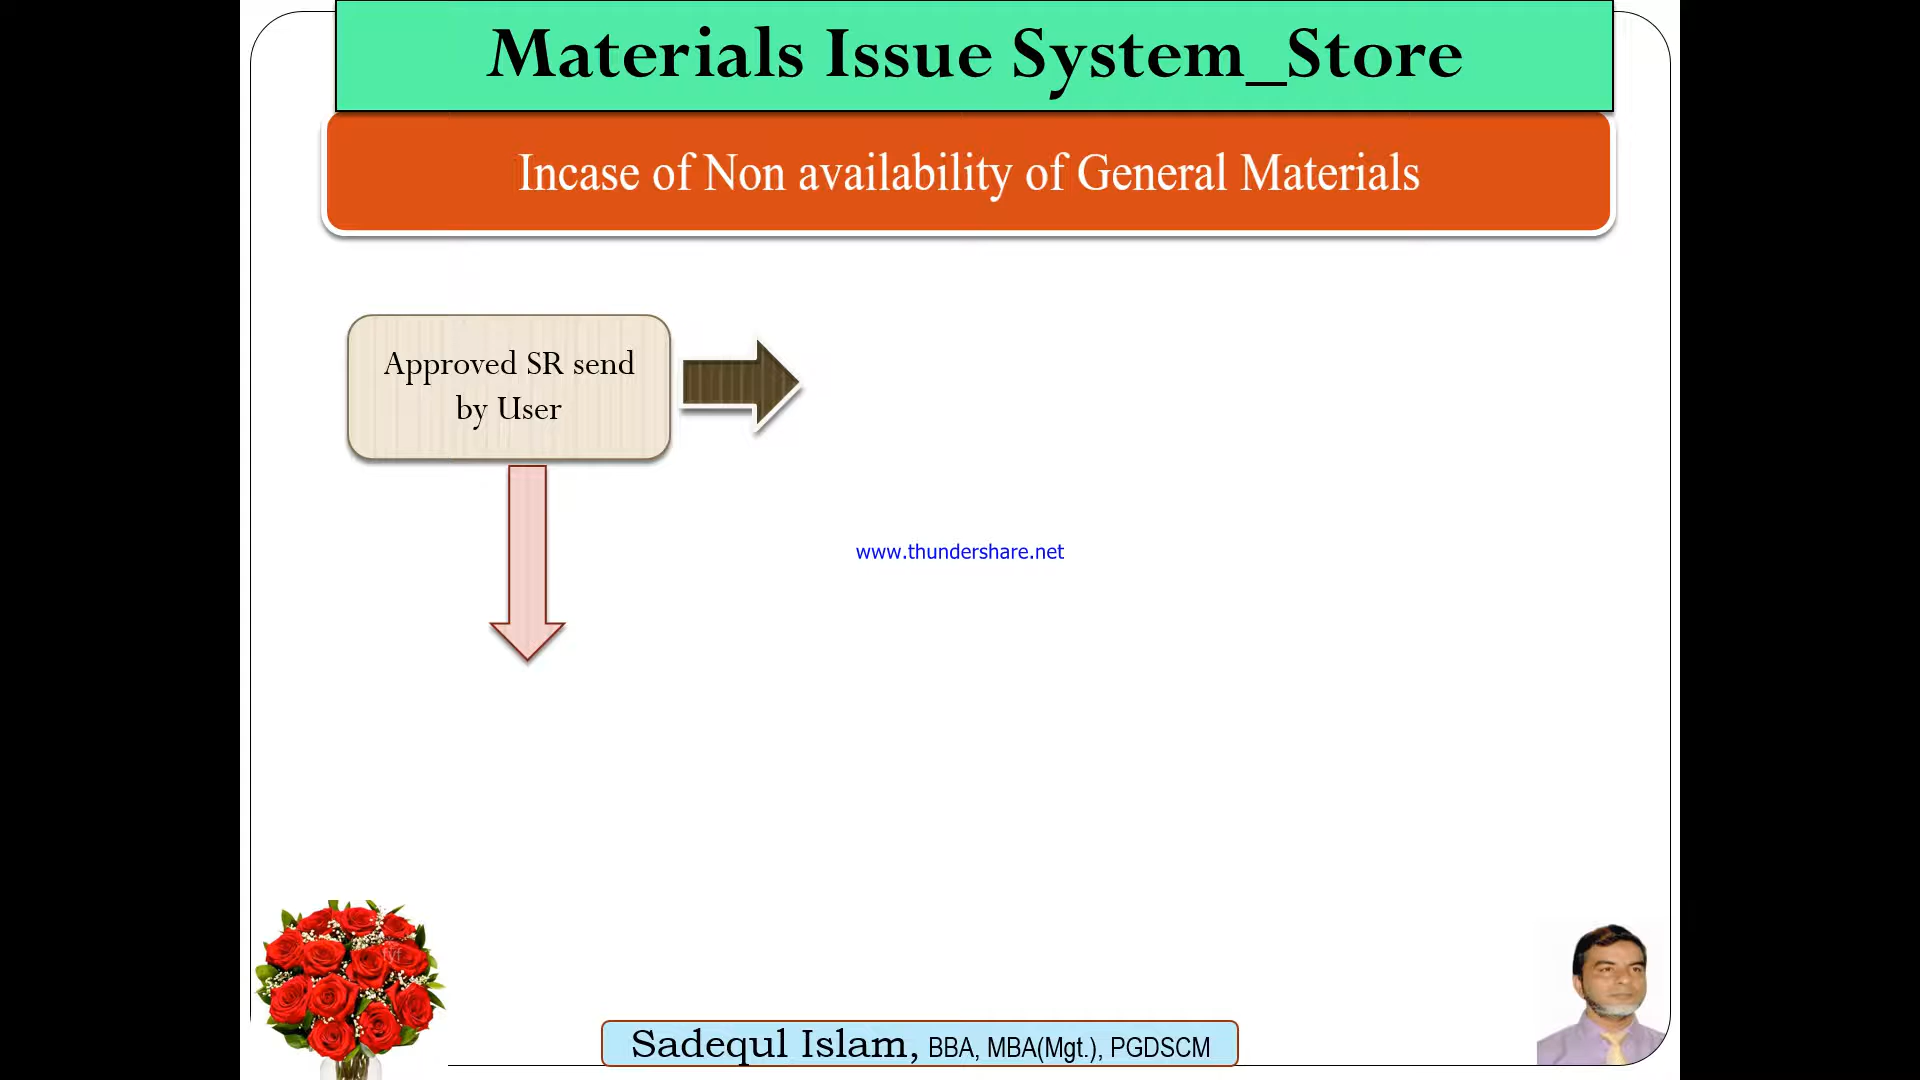 Materials Issue System_Store
Incase of Non availability of General Materials
Approved SR send
by User
www.thundershare.net
Sadequl Islam, BBA, MBA(Mgt.), PGDSCM